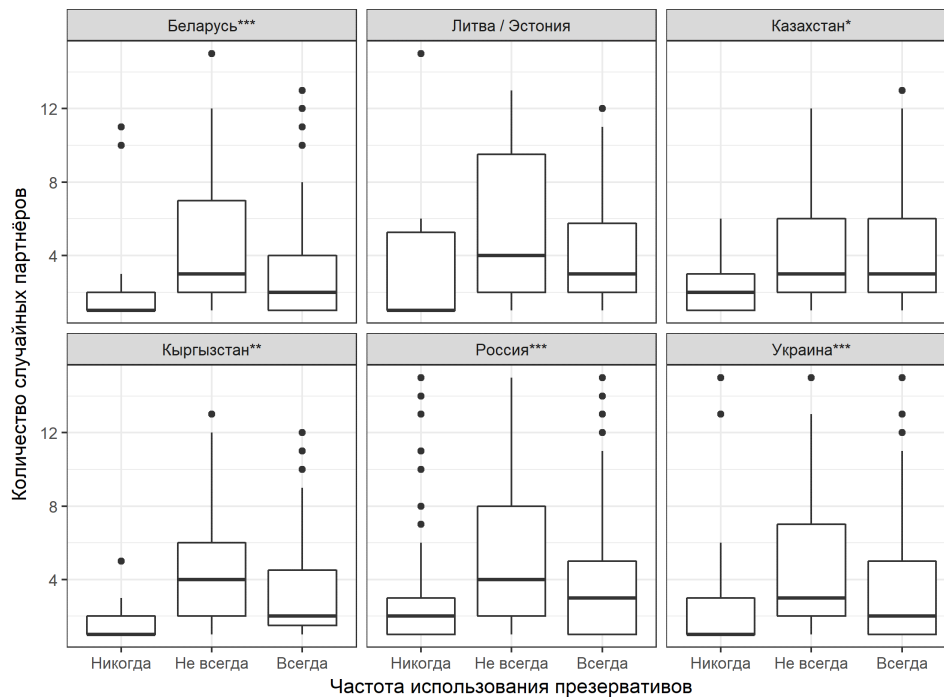 Беларусь***
Литва / Эстония
Казахстан*
12
8
4
Кыргызстан**
Россия***
Украина***
12
8
4
Количество случайных партнёров
Никогда Не всегда Всегда
Никогда Не всегда Всегда
Никогда Не всегда Всегда
Частота использования презервативов